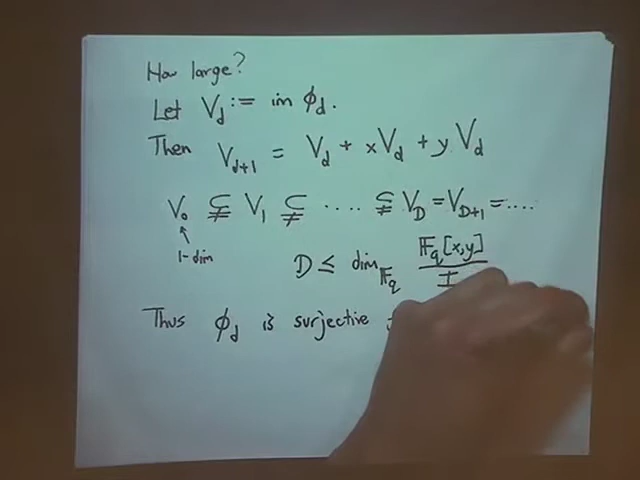 How large?
Let V_d := im ϕ_d.
Then V_{d+1} = V_d + xV_d + yV_d
V_0 ⊊ V_1 ⊊ .... ⊊ V_D = V_{D+1} = ....
↑
1-dim
D ≤ dim_{𝔽_q} 𝔽_q[x,y] / I
Thus ϕ_d is surjective